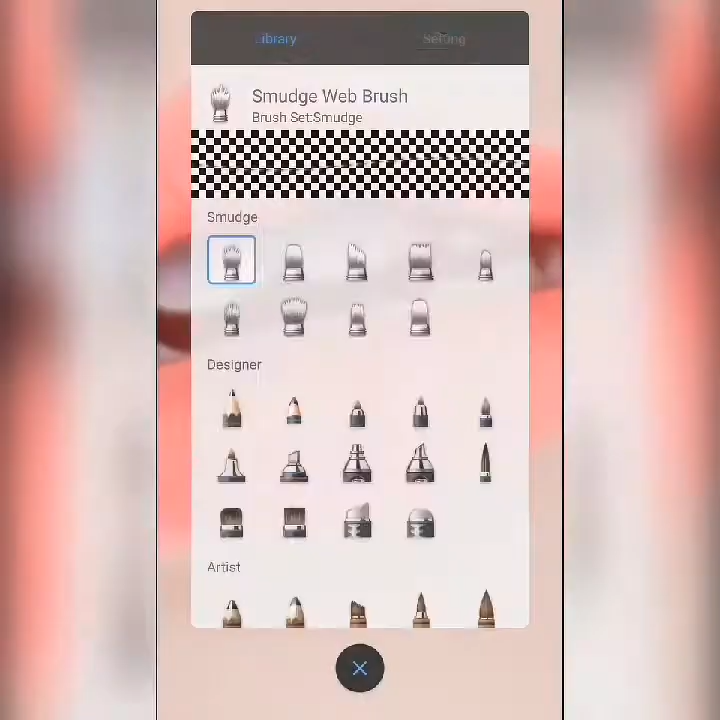 Library
Setting
Smudge Web Brush
Brush Set:Smudge
Smudge
Designer
Artist